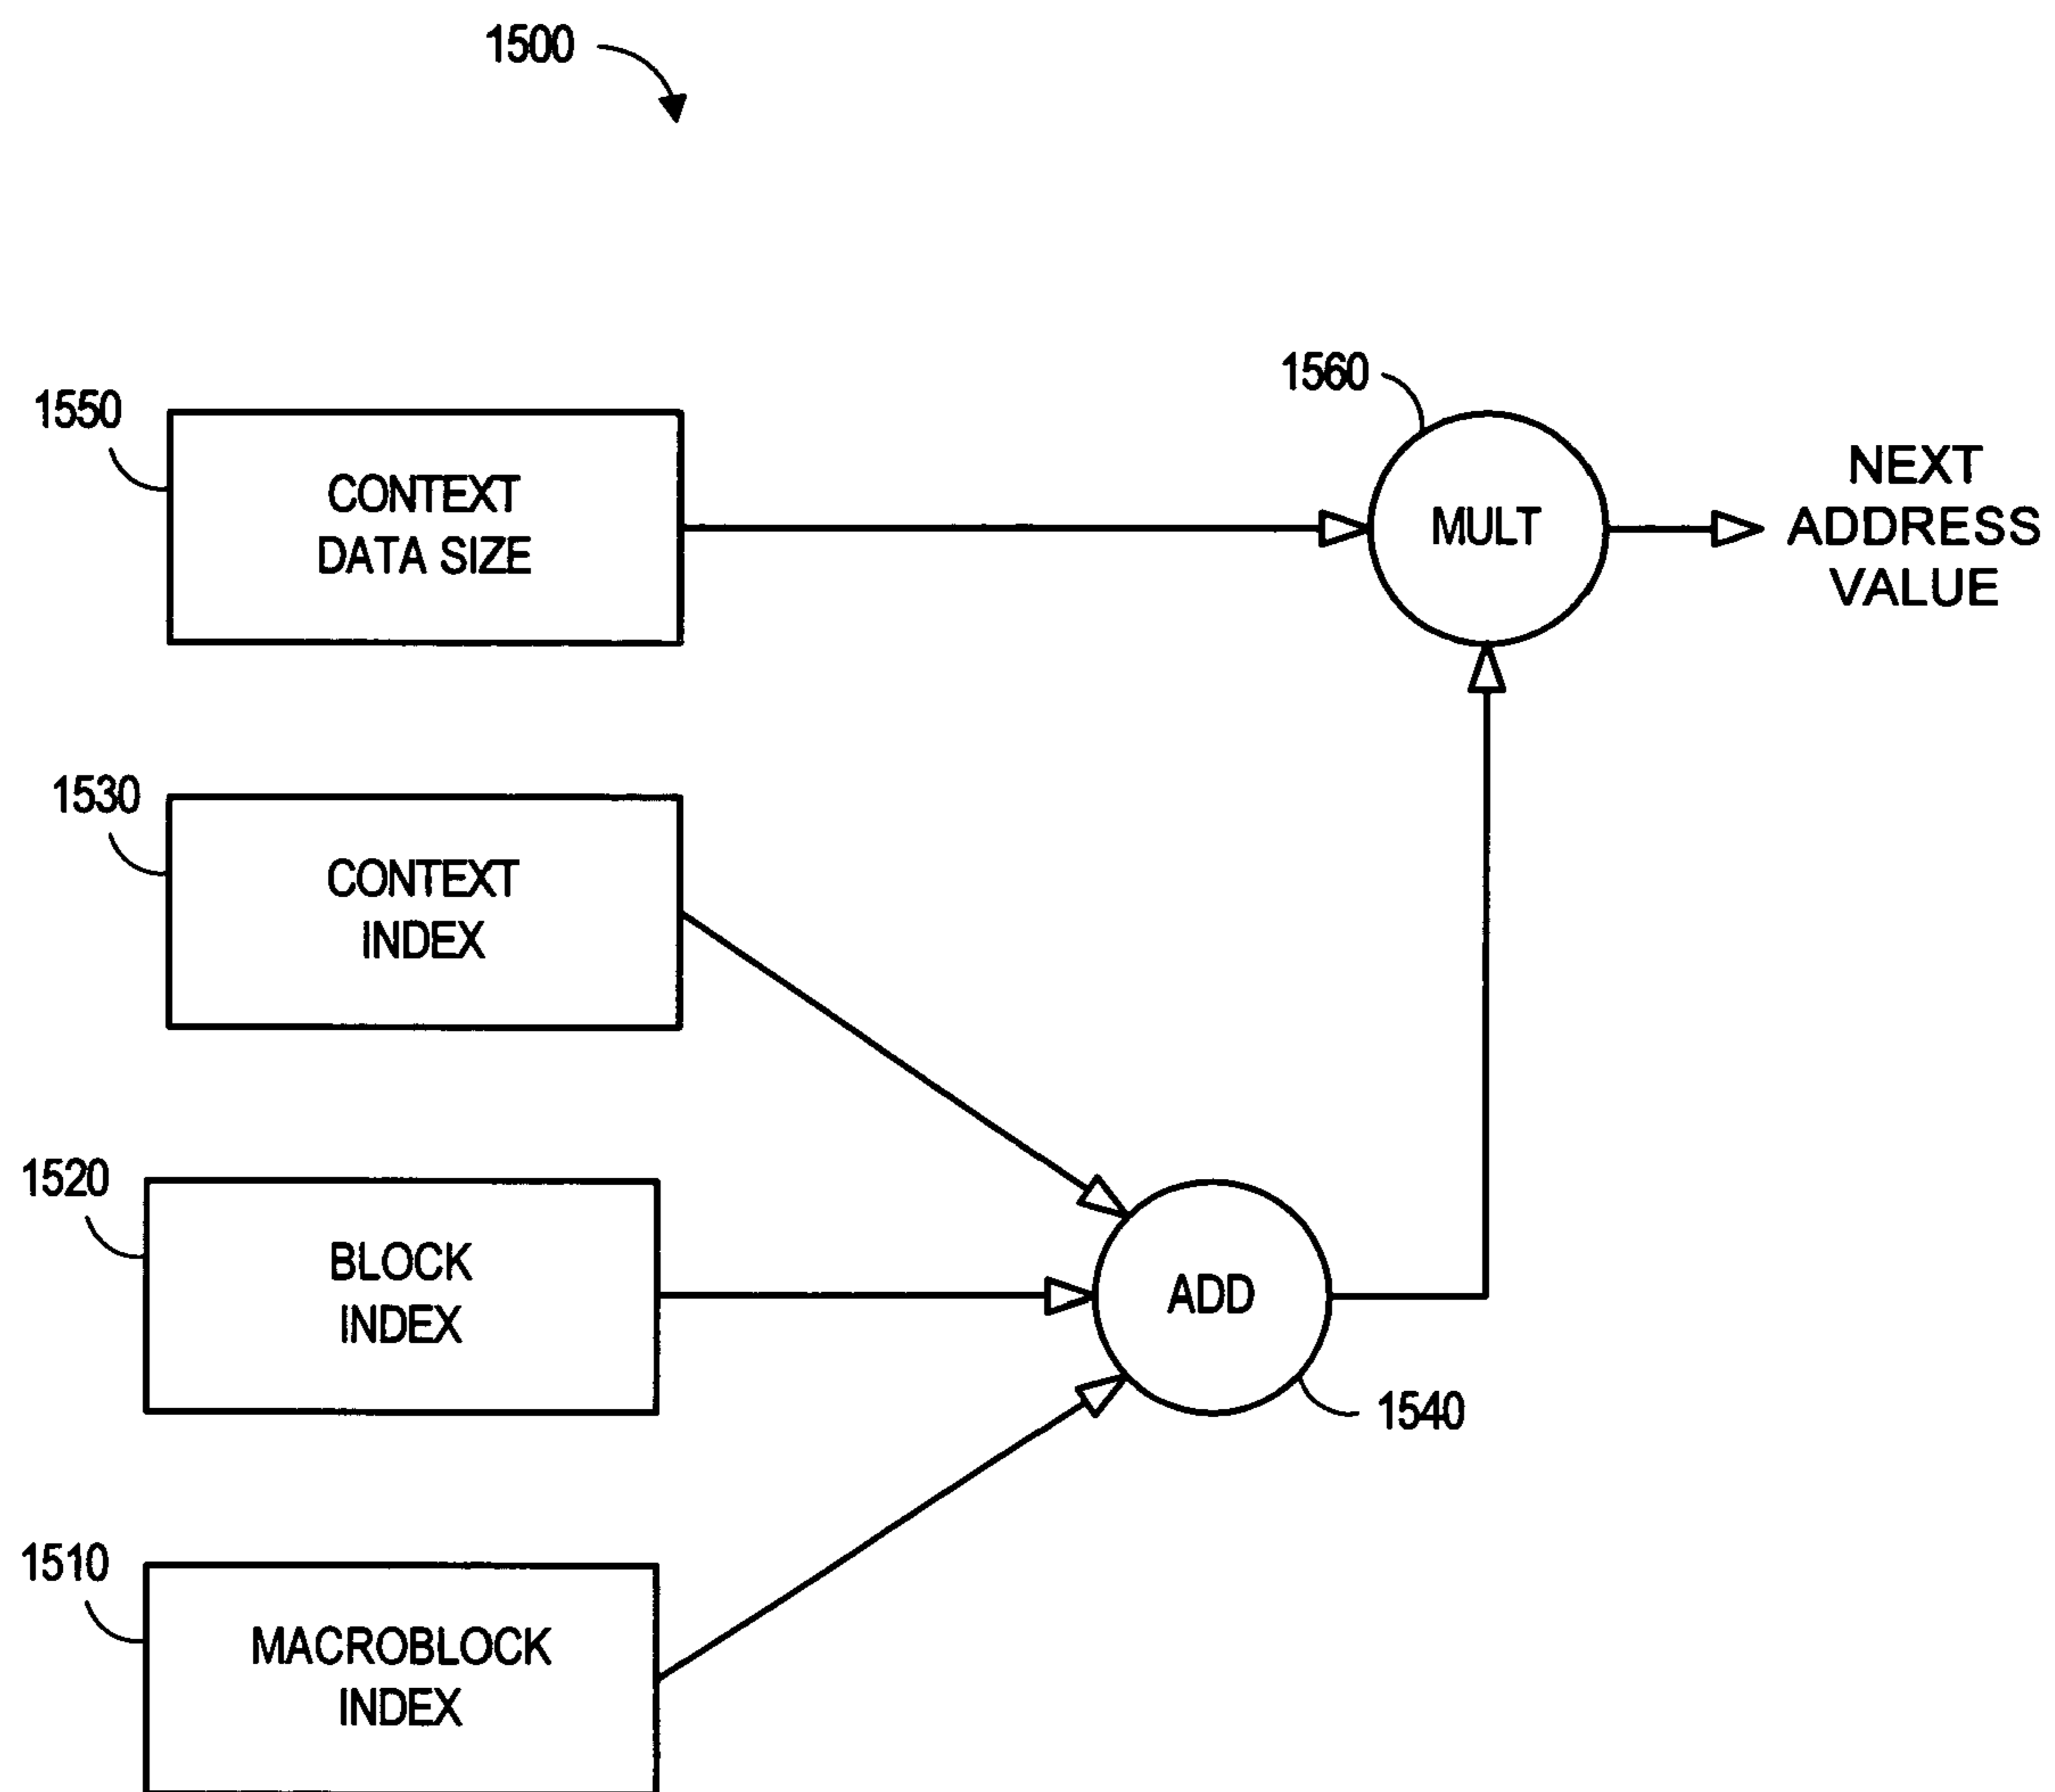 1500
1560
1550
CONTEXT
DATA SIZE
MULT
NEXT
ADDRESS
VALUE
1530
CONTEXT
INDEX
1520
BLOCK
INDEX
ADD
1540
1510
MACROBLOCK
INDEX